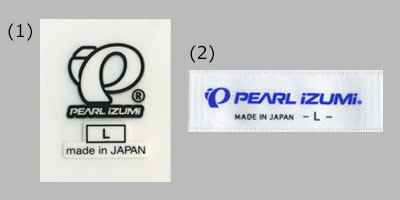 (1)
®
PEARL iZUMi
L
made in JAPAN
(2)
PEARL iZUMi®
MADE IN JAPAN - L -